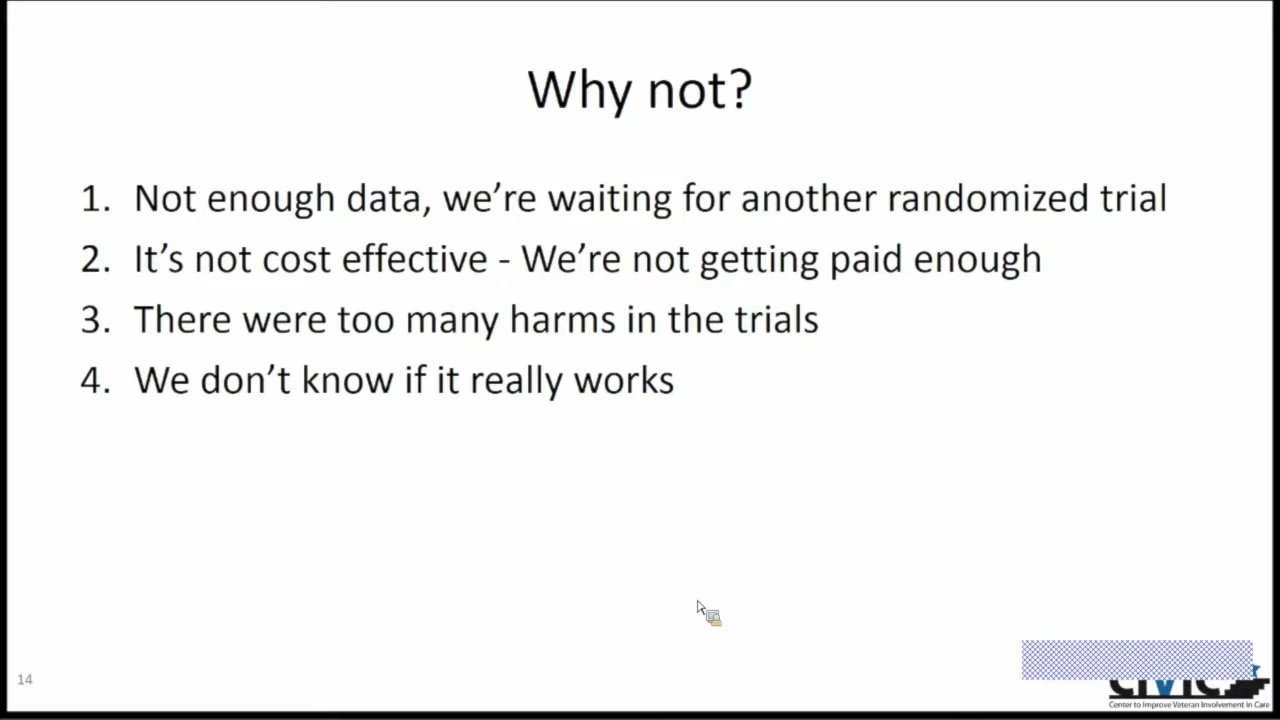 Why not?
1. Not enough data, we’re waiting for another randomized trial
2. It’s not cost effective - We’re not getting paid enough
3. There were too many harms in the trials
4. We don’t know if it really works
14
Center to Improve Veteran Involvement in Care